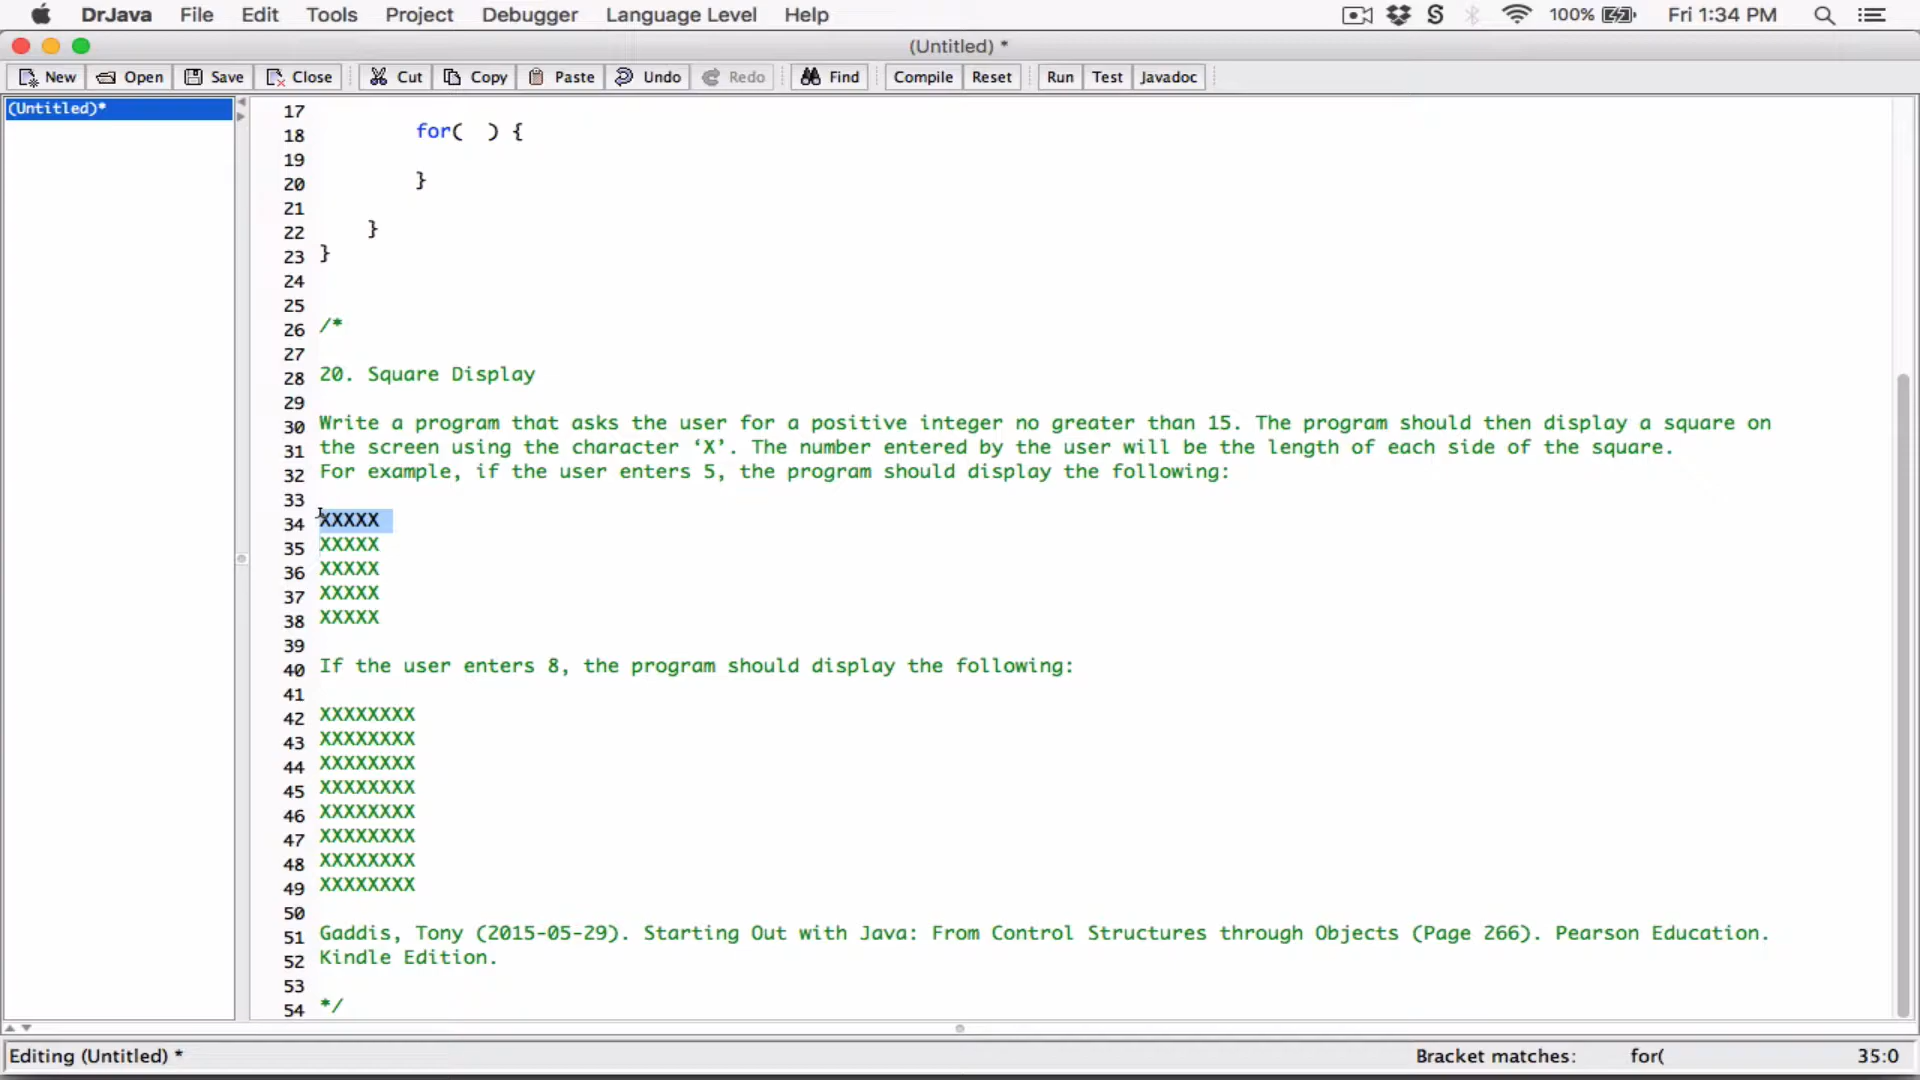 DrJava File Edit Tools Project Debugger Language Level Help S 100% Fri 1:34 PM
(Untitled) *
New Open Save Close Cut Copy Paste Undo Redo Find Compile Reset Run Test Javadoc
(Untitled)*
17
18 for(  ) {
19
20 }
21
22 }
23 }
24
25
26 /*
27
28 20. Square Display
29
30 Write a program that asks the user for a positive integer no greater than 15. The program should then display a square on
31 the screen using the character ‘X’. The number entered by the user will be the length of each side of the square.
32 For example, if the user enters 5, the program should display the following:
33
34 XXXXX
35 XXXXX
36 XXXXX
37 XXXXX
38 XXXXX
39
40 If the user enters 8, the program should display the following:
41
42 XXXXXXXX
43 XXXXXXXX
44 XXXXXXXX
45 XXXXXXXX
46 XXXXXXXX
47 XXXXXXXX
48 XXXXXXXX
49 XXXXXXXX
50
51 Gaddis, Tony (2015-05-29). Starting Out with Java: From Control Structures through Objects (Page 266). Pearson Education.
52 Kindle Edition.
53
54 */
Editing (Untitled) * Bracket matches: for( 35:0